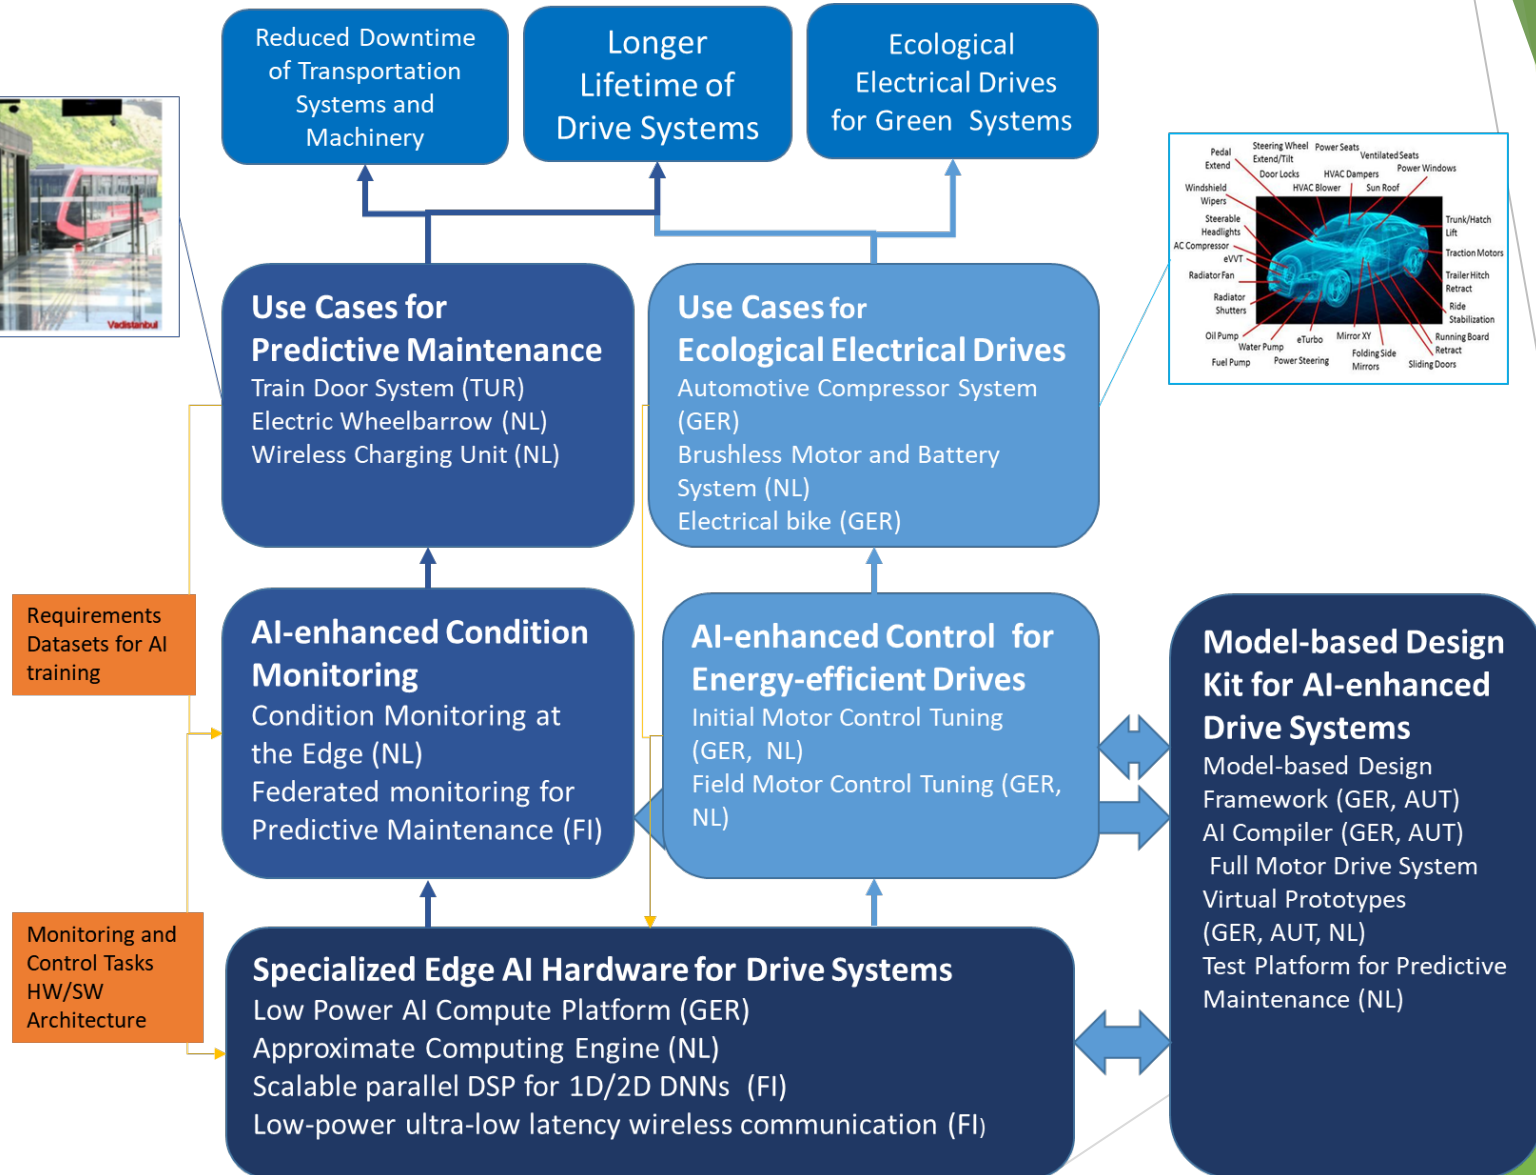 Reduced Downtime
of Transportation
Systems and
Machinery
Longer
Lifetime of
Drive Systems
Ecological
Electrical Drives
for Green Systems
Vadistanbul
Use Cases for
Predictive Maintenance
Train Door System (TUR)
Electric Wheelbarrow (NL)
Wireless Charging Unit (NL)
Use Cases for
Ecological Electrical Drives
Automotive Compressor System
(GER)
Brushless Motor and Battery
System (NL)
Electrical bike (GER)
Pedal
Extend
Steering Wheel
Extend/Tilt
Power Seats
Ventilated Seats
Door Locks
HVAC Dampers
Power Windows
HVAC Blower
Sun Roof
Windshield
Wipers
Steerable
Headlights
AC Compressor
eVVT
Radiator Fan
Radiator
Shutters
Oil Pump
Water Pump
Fuel Pump
eTurbo
Power Steering
Mirror XY
Folding Side
Mirrors
Sliding Doors
Running Board
Retract
Ride
Stabilization
Trailer Hitch
Retract
Traction Motors
Trunk/Hatch
Lift
Requirements
Datasets for AI
training
AI-enhanced Condition
Monitoring
Condition Monitoring at
the Edge (NL)
Federated monitoring for
Predictive Maintenance (FI)
AI-enhanced Control for
Energy-efficient Drives
Initial Motor Control Tuning
(GER, NL)
Field Motor Control Tuning (GER,
NL)
Model-based Design
Kit for AI-enhanced
Drive Systems
Model-based Design
Framework (GER, AUT)
AI Compiler (GER, AUT)
Full Motor Drive System
Virtual Prototypes
(GER, AUT, NL)
Test Platform for Predictive
Maintenance (NL)
Monitoring and
Control Tasks
HW/SW
Architecture
Specialized Edge AI Hardware for Drive Systems
Low Power AI Compute Platform (GER)
Approximate Computing Engine (NL)
Scalable parallel DSP for 1D/2D DNNs (FI)
Low-power ultra-low latency wireless communication (FI)